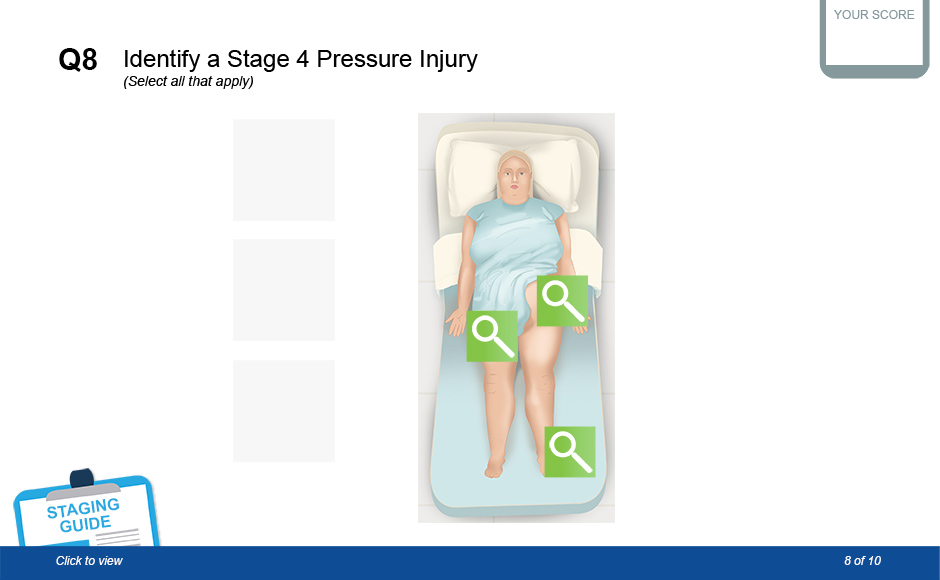 YOUR SCORE
Q8 Identify a Stage 4 Pressure Injury
(Select all that apply)
STAGING
GUIDE
Click to view
8 of 10